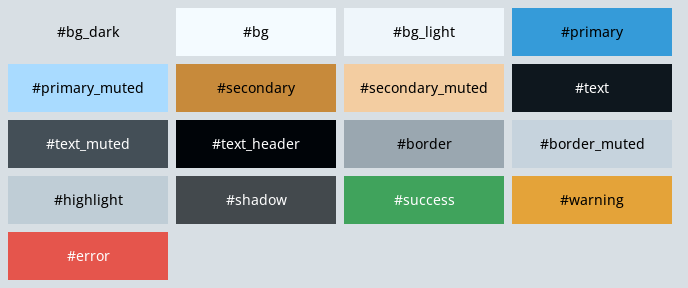 #bg_dark
#bg
#bg_light
#primary
#primary_muted
#secondary
#secondary_muted
#text
#text_muted
#text_header
#border
#border_muted
#highlight
#shadow
#success
#warning
#error